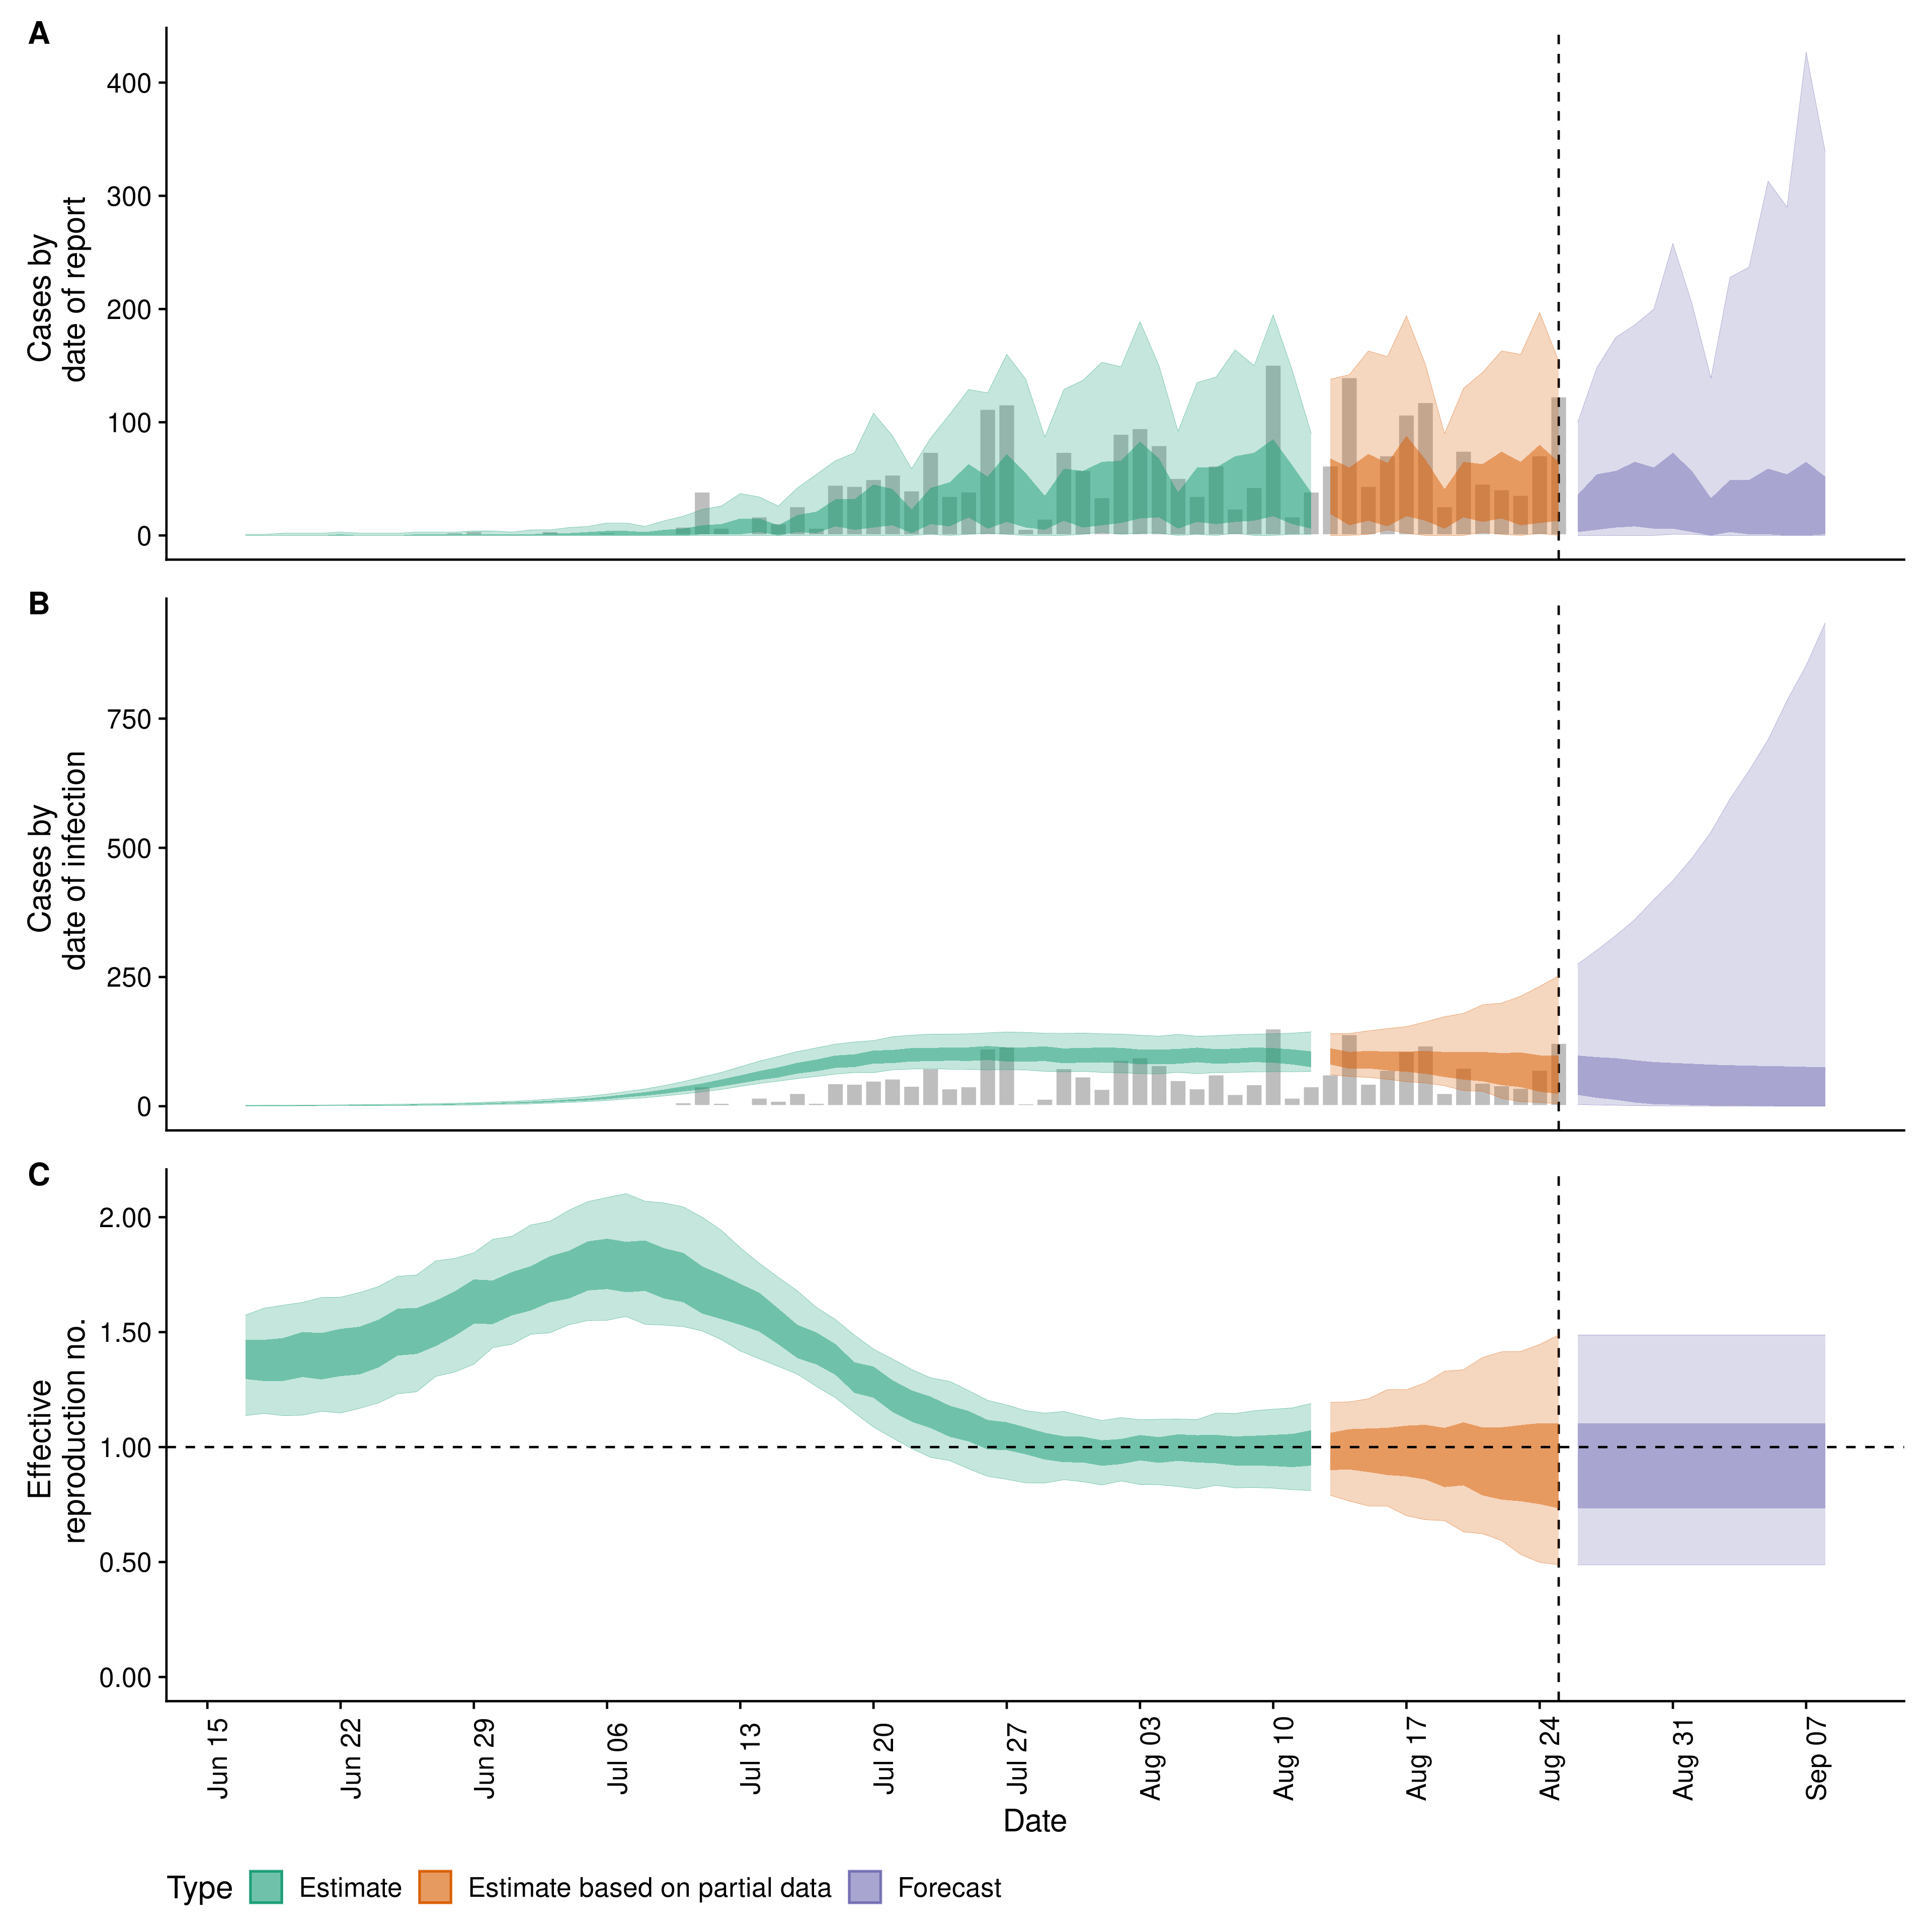 A
Cases by
date of report
400
300
200
100
0
B
Cases by
date of infection
750
500
250
0
C
Effective
reproduction no.
2.00
1.50
1.00
0.50
0.00
Jun 15
Jun 22
Jun 29
Jul 06
Jul 13
Jul 20
Jul 27
Aug 03
Aug 10
Aug 17
Aug 24
Aug 31
Sep 07
Date
Type Estimate Estimate based on partial data Forecast